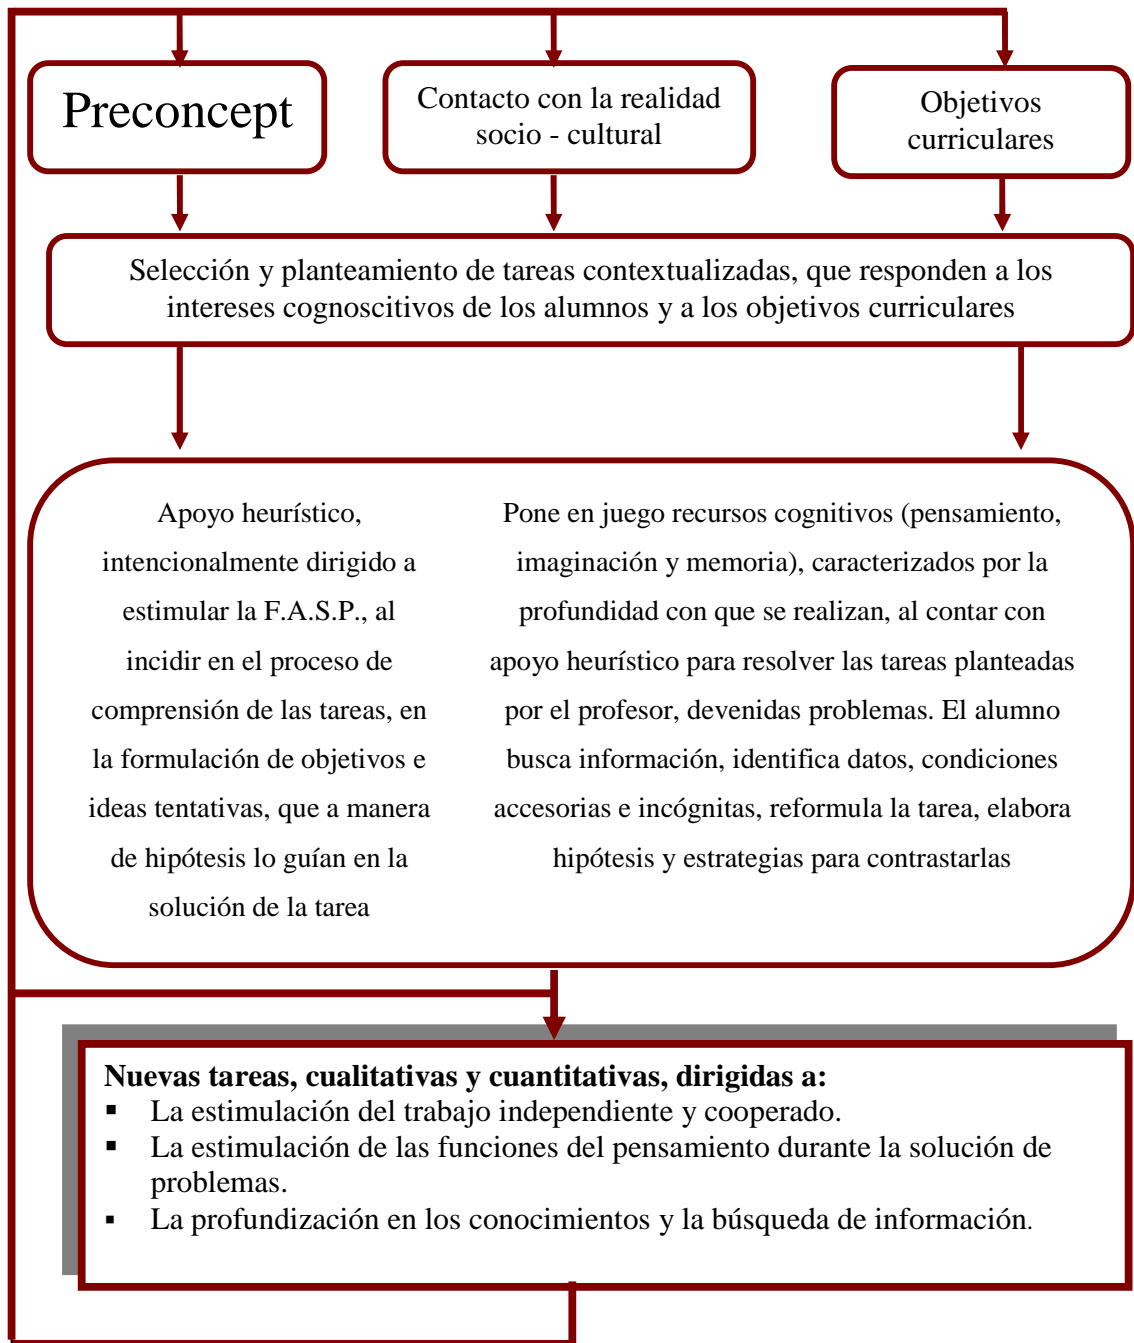 Preconcept
Contacto con la realidad
socio - cultural
Objetivos
curriculares
Selección y planteamiento de tareas contextualizadas, que responden a los
intereses cognoscitivos de los alumnos y a los objetivos curriculares
Apoyo heurístico,
intencionalmente dirigido a
estimular la F.A.S.P., al
incidir en el proceso de
comprensión de las tareas, en
la formulación de objetivos e
ideas tentativas, que a manera
de hipótesis lo guían en la
solución de la tarea
Pone en juego recursos cognitivos (pensamiento,
imaginación y memoria), caracterizados por la
profundidad con que se realizan, al contar con
apoyo heurístico para resolver las tareas planteadas
por el profesor, devenidas problemas. El alumno
busca información, identifica datos, condiciones
accesorias e incógnitas, reformula la tarea, elabora
hipótesis y estrategias para contrastarlas
Nuevas tareas, cualitativas y cuantitativas, dirigidas a:
▪ La estimulación del trabajo independiente y cooperado.
▪ La estimulación de las funciones del pensamiento durante la solución de
problemas.
▪ La profundización en los conocimientos y la búsqueda de información.